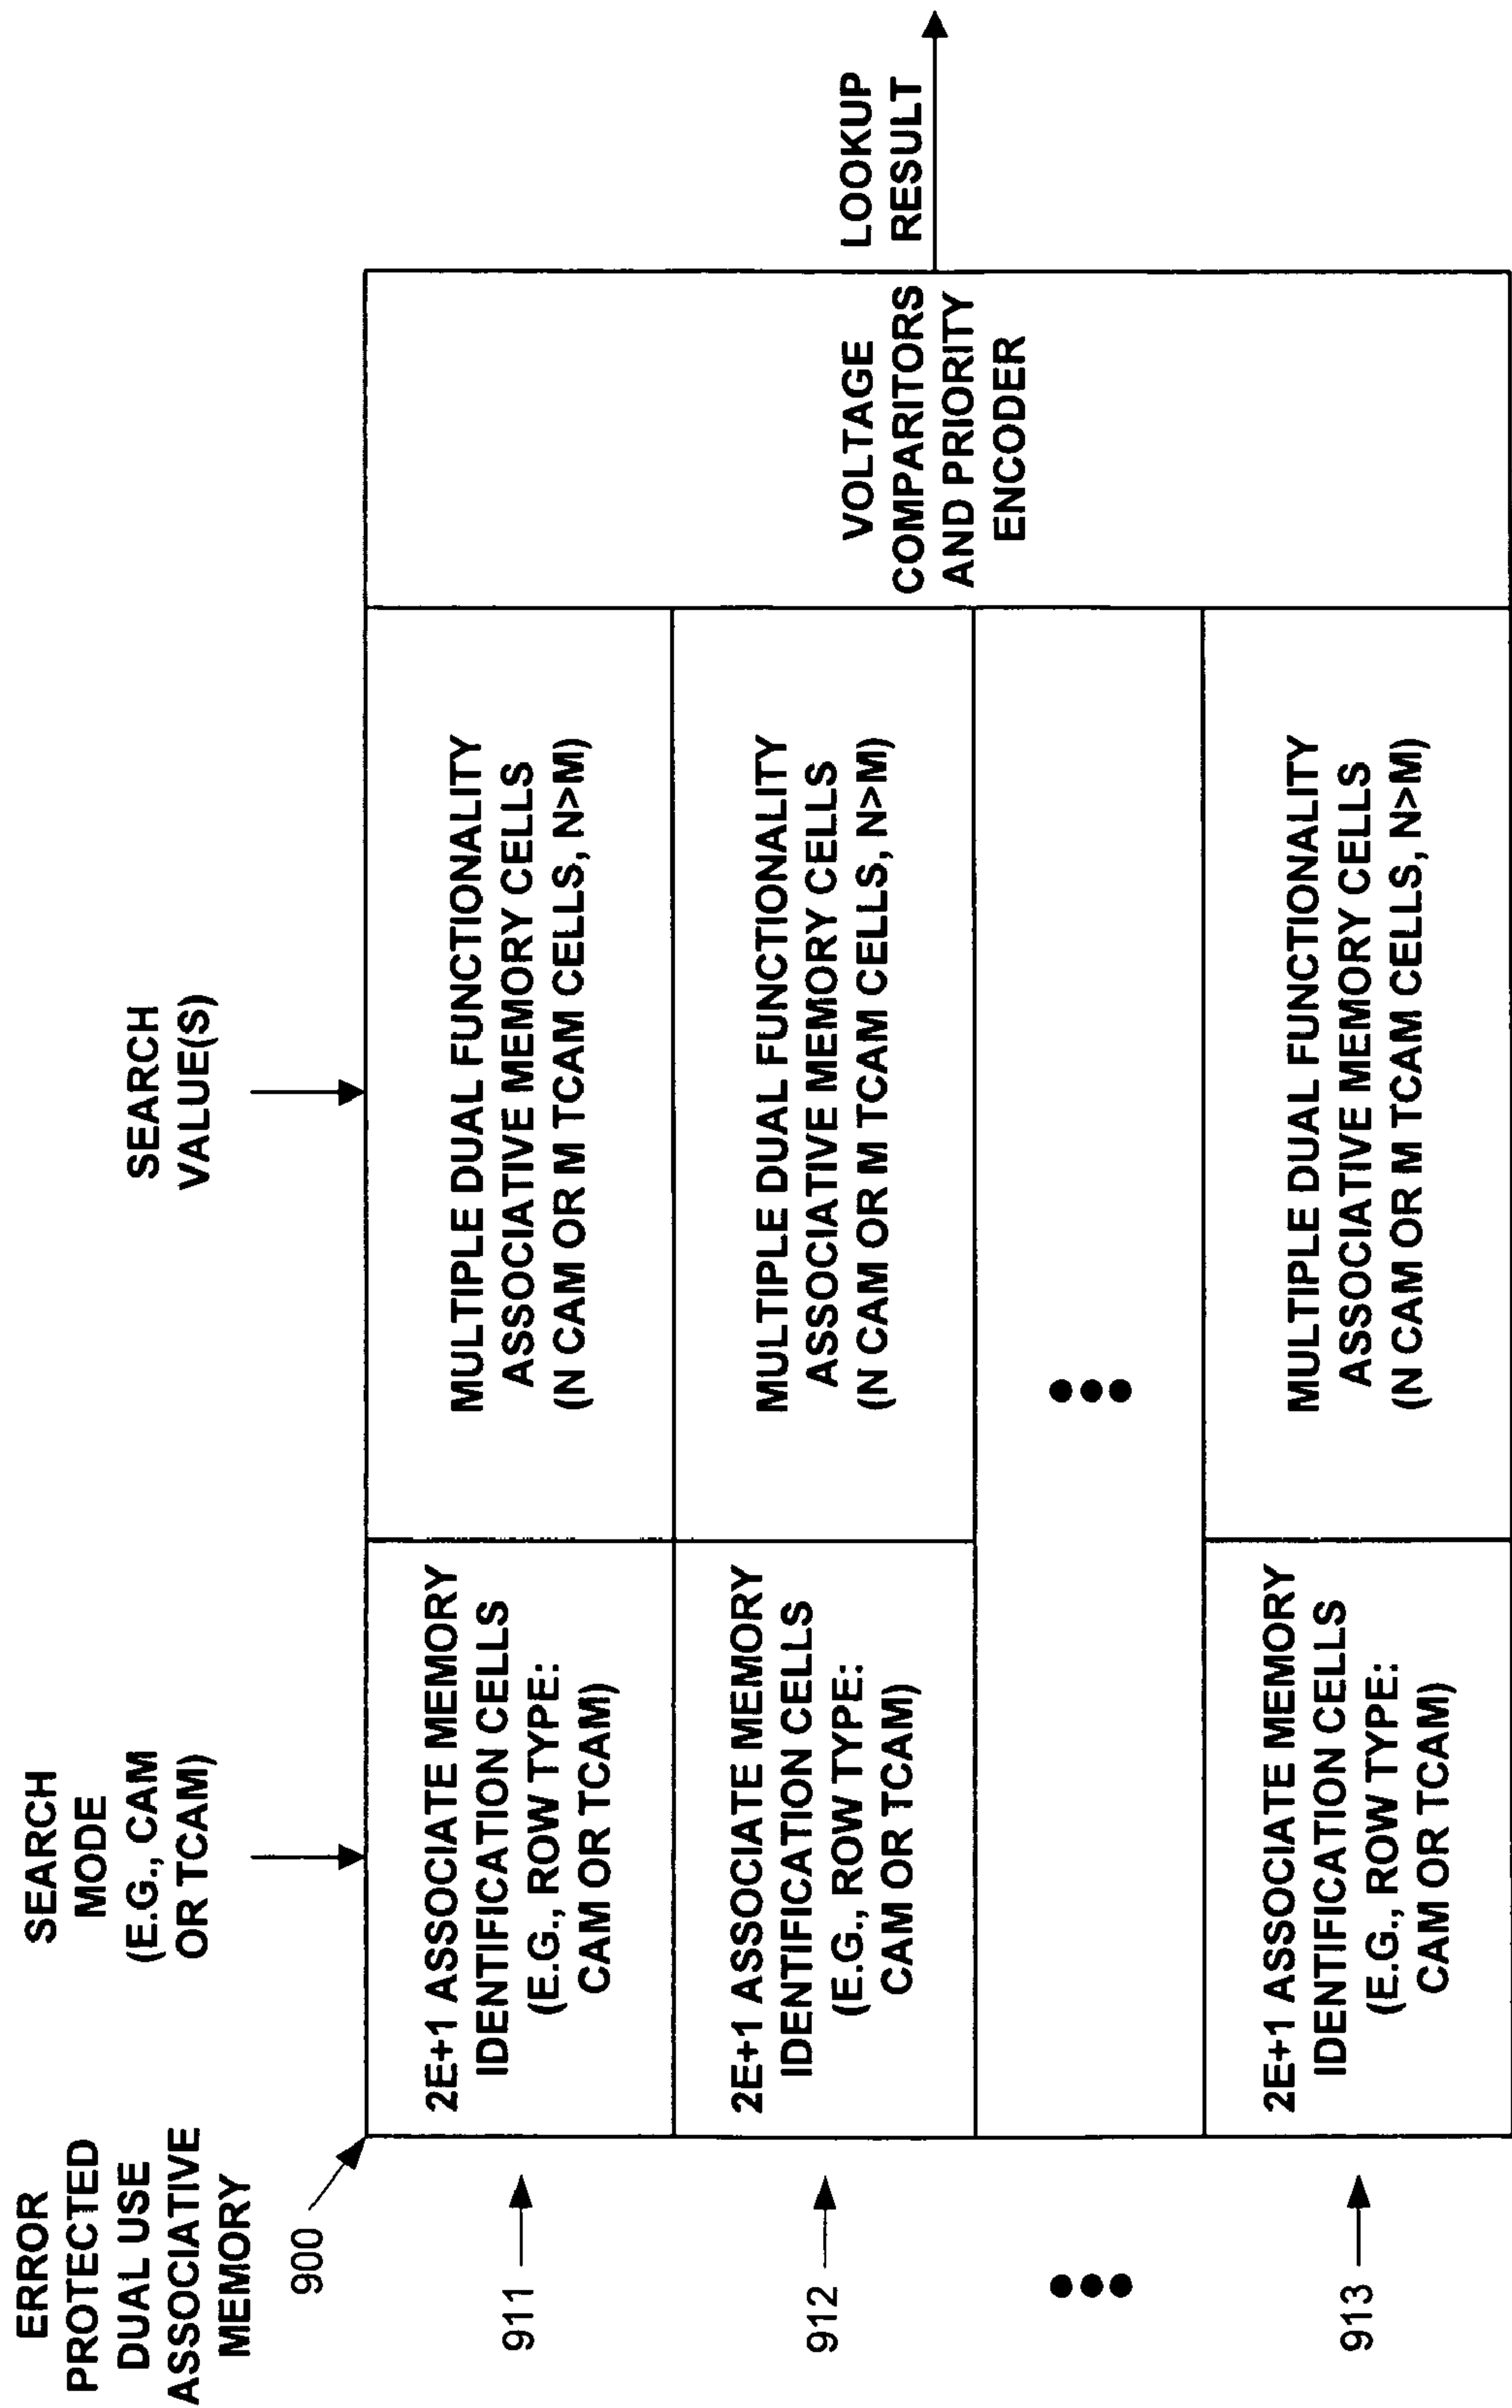 ERROR
PROTECTED
DUAL USE
ASSOCIATIVE
MEMORY
900
SEARCH
MODE
(E.G., CAM
OR TCAM)
SEARCH
VALUE(S)
911
2E+1 ASSOCIATE MEMORY
IDENTIFICATION CELLS
(E.G., ROW TYPE:
CAM OR TCAM)
MULTIPLE DUAL FUNCTIONALITY
ASSOCIATIVE MEMORY CELLS
(N CAM OR M TCAM CELLS, N>M)
912
2E+1 ASSOCIATE MEMORY
IDENTIFICATION CELLS
(E.G., ROW TYPE:
CAM OR TCAM)
MULTIPLE DUAL FUNCTIONALITY
ASSOCIATIVE MEMORY CELLS
(N CAM OR M TCAM CELLS, N>M)
913
2E+1 ASSOCIATE MEMORY
IDENTIFICATION CELLS
(E.G., ROW TYPE:
CAM OR TCAM)
MULTIPLE DUAL FUNCTIONALITY
ASSOCIATIVE MEMORY CELLS
(N CAM OR M TCAM CELLS, N>M)
VOLTAGE
COMPARITORS
AND PRIORITY
ENCODER
LOOKUP
RESULT